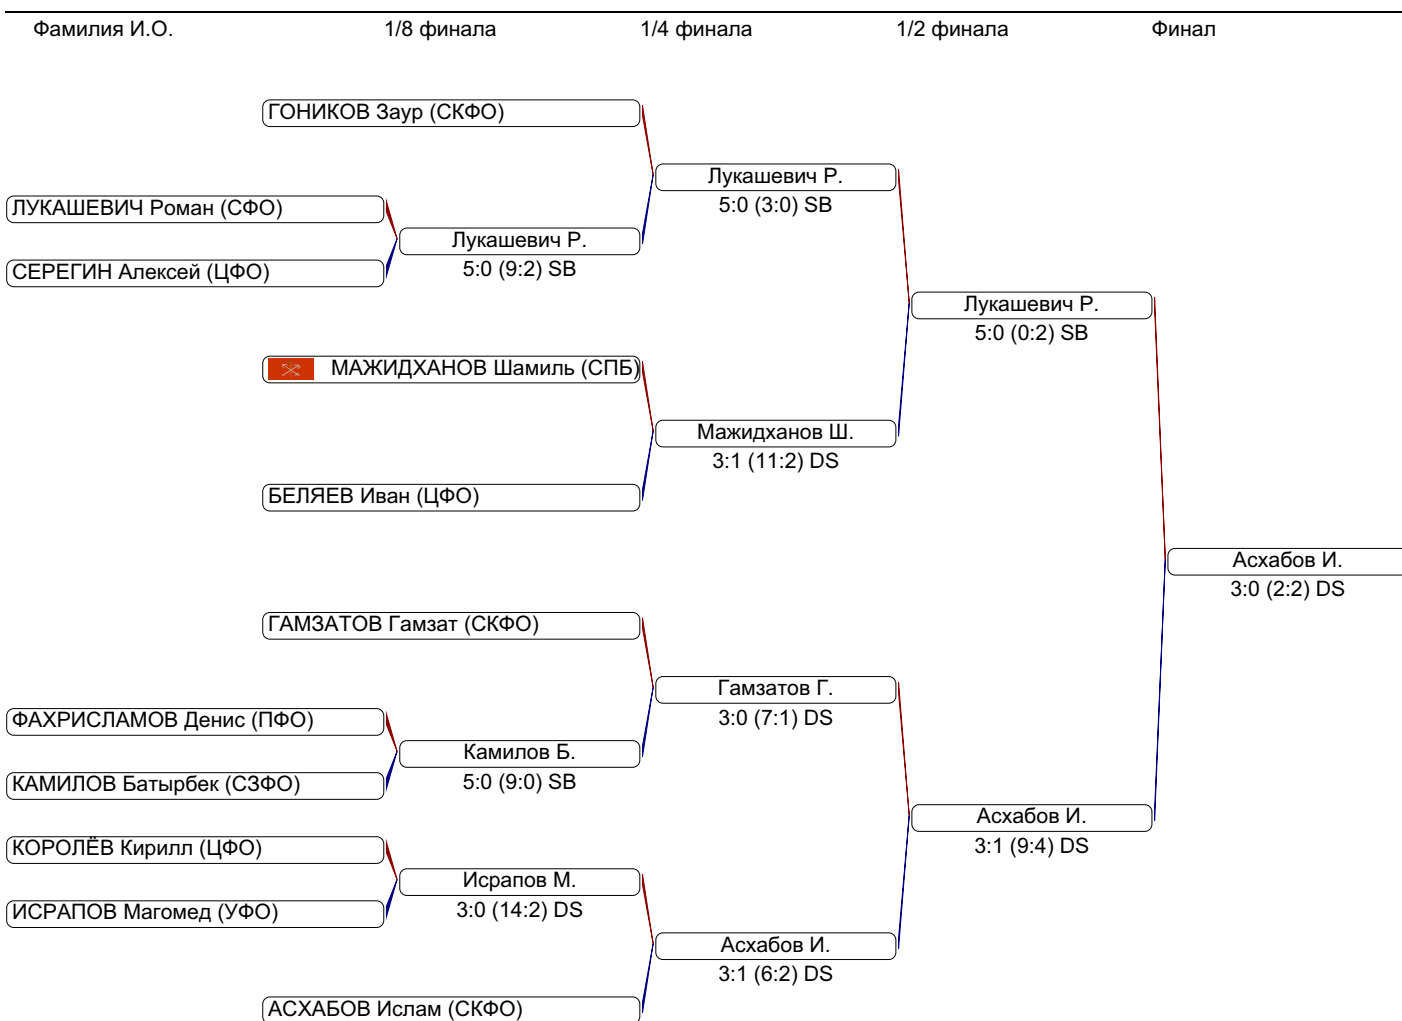 Фамилия И.О. 1/8 финала 1/4 финала 1/2 финала Финал
ГОНИКОВ Заур (СКФО)
Лукашевич Р.
5:0 (3:0) SB
ЛУКАШЕВИЧ Роман (СФО)
Лукашевич Р.
5:0 (9:2) SB
СЕРЕГИН Алексей (ЦФО)
Лукашевич Р.
5:0 (0:2) SB
МАЖИДХАНОВ Шамиль (СПБ)
Мажидханов Ш.
3:1 (11:2) DS
БЕЛЯЕВ Иван (ЦФО)
Асхабов И.
3:0 (2:2) DS
ГАМЗАТОВ Гамзат (СКФО)
Гамзатов Г.
3:0 (7:1) DS
ФАХРИСЛАМОВ Денис (ПФО)
Камилов Б.
5:0 (9:0) SB
КАМИЛОВ Батырбек (СЗФО)
Асхабов И.
3:1 (9:4) DS
КОРОЛЁВ Кирилл (ЦФО)
Исрапов М.
3:0 (14:2) DS
ИСРАПОВ Магомед (УФО)
Асхабов И.
3:1 (6:2) DS
АСХАБОВ Ислам (СКФО)